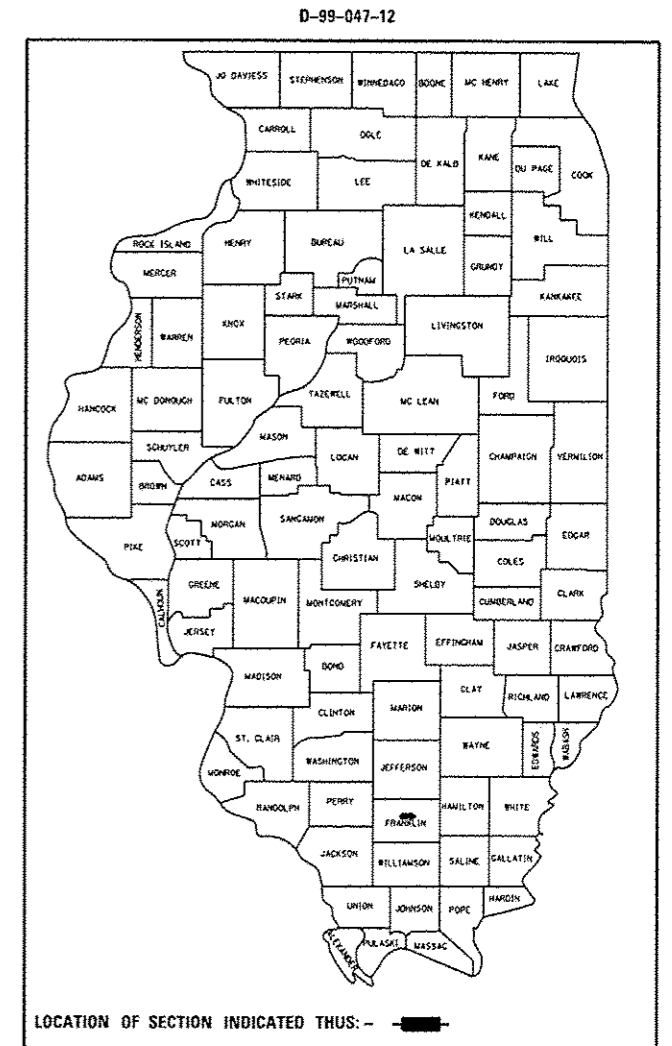 D-99-047-12
JO DAVIESS STEPHENSON WINNEBAGO BOONE MC HENRY LAKE
CARROLL OGLE
DE KALB KANE DU PAGE COOK
WHITESIDE LEE
KENDALL WILL
ROCK ISLAND HENRY BUREAU LA SALLE
MERCER PUTNAM GRUNDY
STARK MARSHALL KANKAKEE
HENDERSON WARREN KNOX PEORIA WOODFORD LIVINGSTON IROQUOIS
HANCOCK MC DONOUGH FULTON TAZEWELL MC LEAN FORD
MASON
SCHUYLER LOGAN DE WITT CHAMPAIGN VERMILION
ADAMS BROWN CASS MENARD MACON PIATT
MORGAN SANGAMON DOUGLAS EDGAR
PIKE SCOTT CHRISTIAN MOULTRIE COLES
GREENE MACOUPIN MONTGOMERY SHELBY CUMBERLAND CLARK
CALHOUN
JERSEY FAYETTE EFFINGHAM JASPER CRAWFORD
BOND
MADISON CLAY RICHLAND LAWRENCE
CLINTON MARION
ST. CLAIR WAYNE EDWARDS WABASH
WASHINGTON JEFFERSON
MONROE
RANDOLPH PERRY FRANKLIN HAMILTON WHITE
JACKSON WILLIAMSON SALINE GALLATIN
UNION JOHNSON POPE HARDIN
ALEXANDER PULASKI MASSAC
LOCATION OF SECTION INDICATED THUS: -